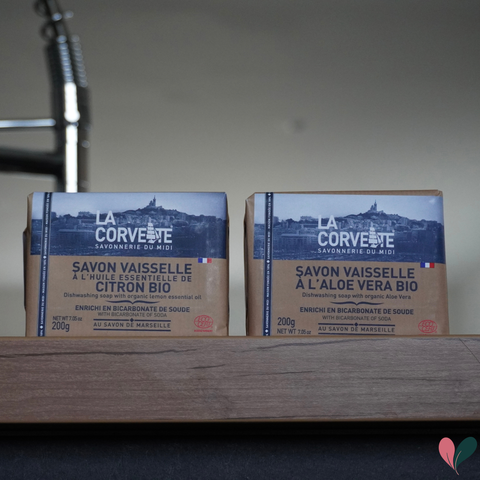 LA
CORVETTE
SAVONNERIE DU MIDI
SAVON VAISSELLE
À L'HUILE ESSENTIELLE DE
CITRON BIO
Dishwashing soap with organic lemon essential oil
ENRICHI EN BICARBONATE DE SOUDE
WITH BICARBONATE OF SODA
AU SAVON DE MARSEILLE
NET WT 7.05 oz
200g
LA
CORVETTE
SAVONNERIE DU MIDI
SAVON VAISSELLE
À L'ALOE VERA BIO
Dishwashing soap with organic Aloe Vera
ENRICHI EN BICARBONATE DE SOUDE
WITH BICARBONATE OF SODA
AU SAVON DE MARSEILLE
200g
NET WT 7.05 oz